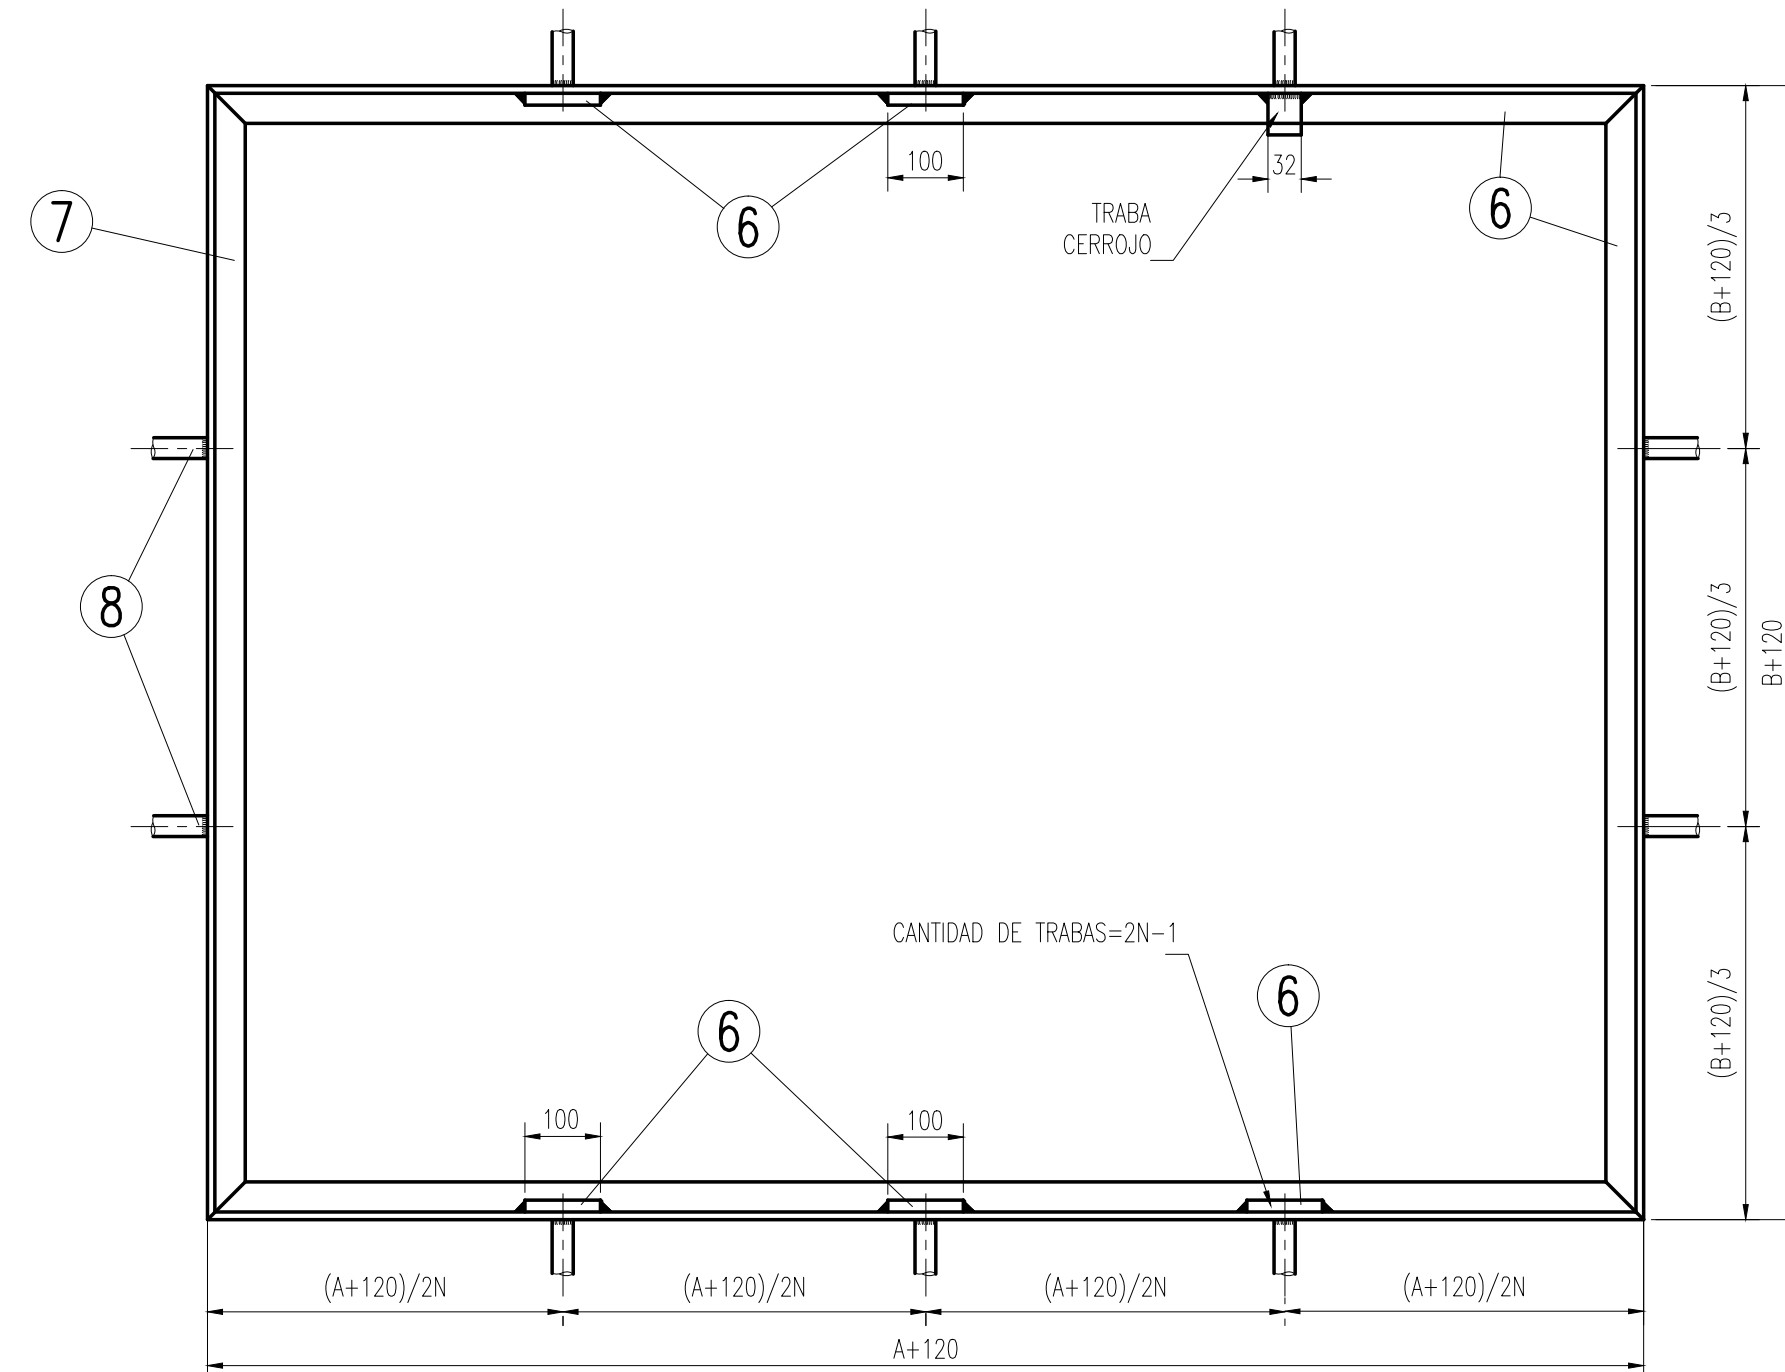 100
32
7
6
TRABA
CERROJO
6
(B+120)/3
8
(B+120)/3
B+120
CANTIDAD DE TRABAS=2N-1
6
6
(B+120)/3
100
100
(A+120)/2N
(A+120)/2N
(A+120)/2N
(A+120)/2N
A+120